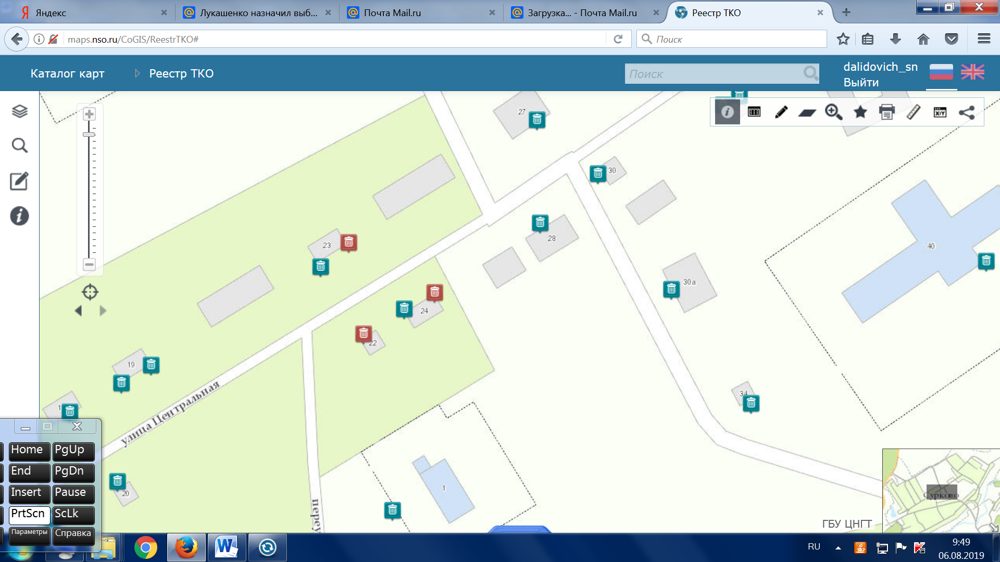 Яндекс
Лукашенко назначил выб...
Почта Mail.ru
Загрузка... - Почта Mail.ru
Реестр ТКО
maps.nso.ru/CoGIS/ReestrTKO#
Поиск
Каталог карт
Реестр ТКО
Поиск
dalidovich_sn
Выйти
27
30
23
28
40
30а
24
22
19
34
улица Центральная
20
1
переу
Сурково
ГБУ ЦНГТ
Home PgUp
End PgDn
Insert Pause
PrtScn ScLk
Параметры Справка
RU
9:49
06.08.2019